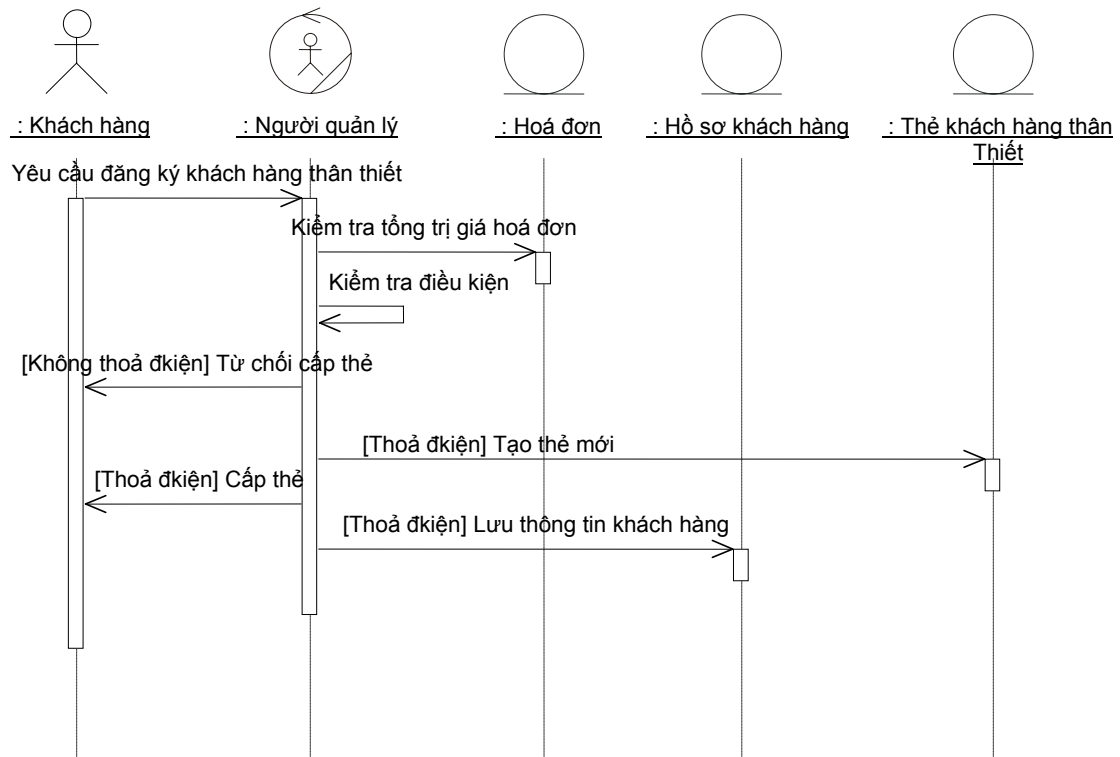 : Khách hàng
: Người quản lý
: Hoá đơn
: Hồ sơ khách hàng
: Thẻ khách hàng thân
Thiết
Yêu cầu đăng ký khách hàng thân thiết
Kiểm tra tổng trị giá hoá đơn
Kiểm tra điều kiện
[Không thoả đkiện] Từ chối cấp thẻ
[Thoả đkiện] Tạo thẻ mới
[Thoả đkiện] Cấp thẻ
[Thoả đkiện] Lưu thông tin khách hàng